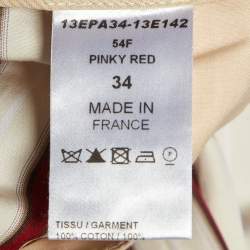 13EPA34-13E142
54F
PINKY RED
34
MADE IN
FRANCE
TISSU / GARMENT
100% COTON / 100%